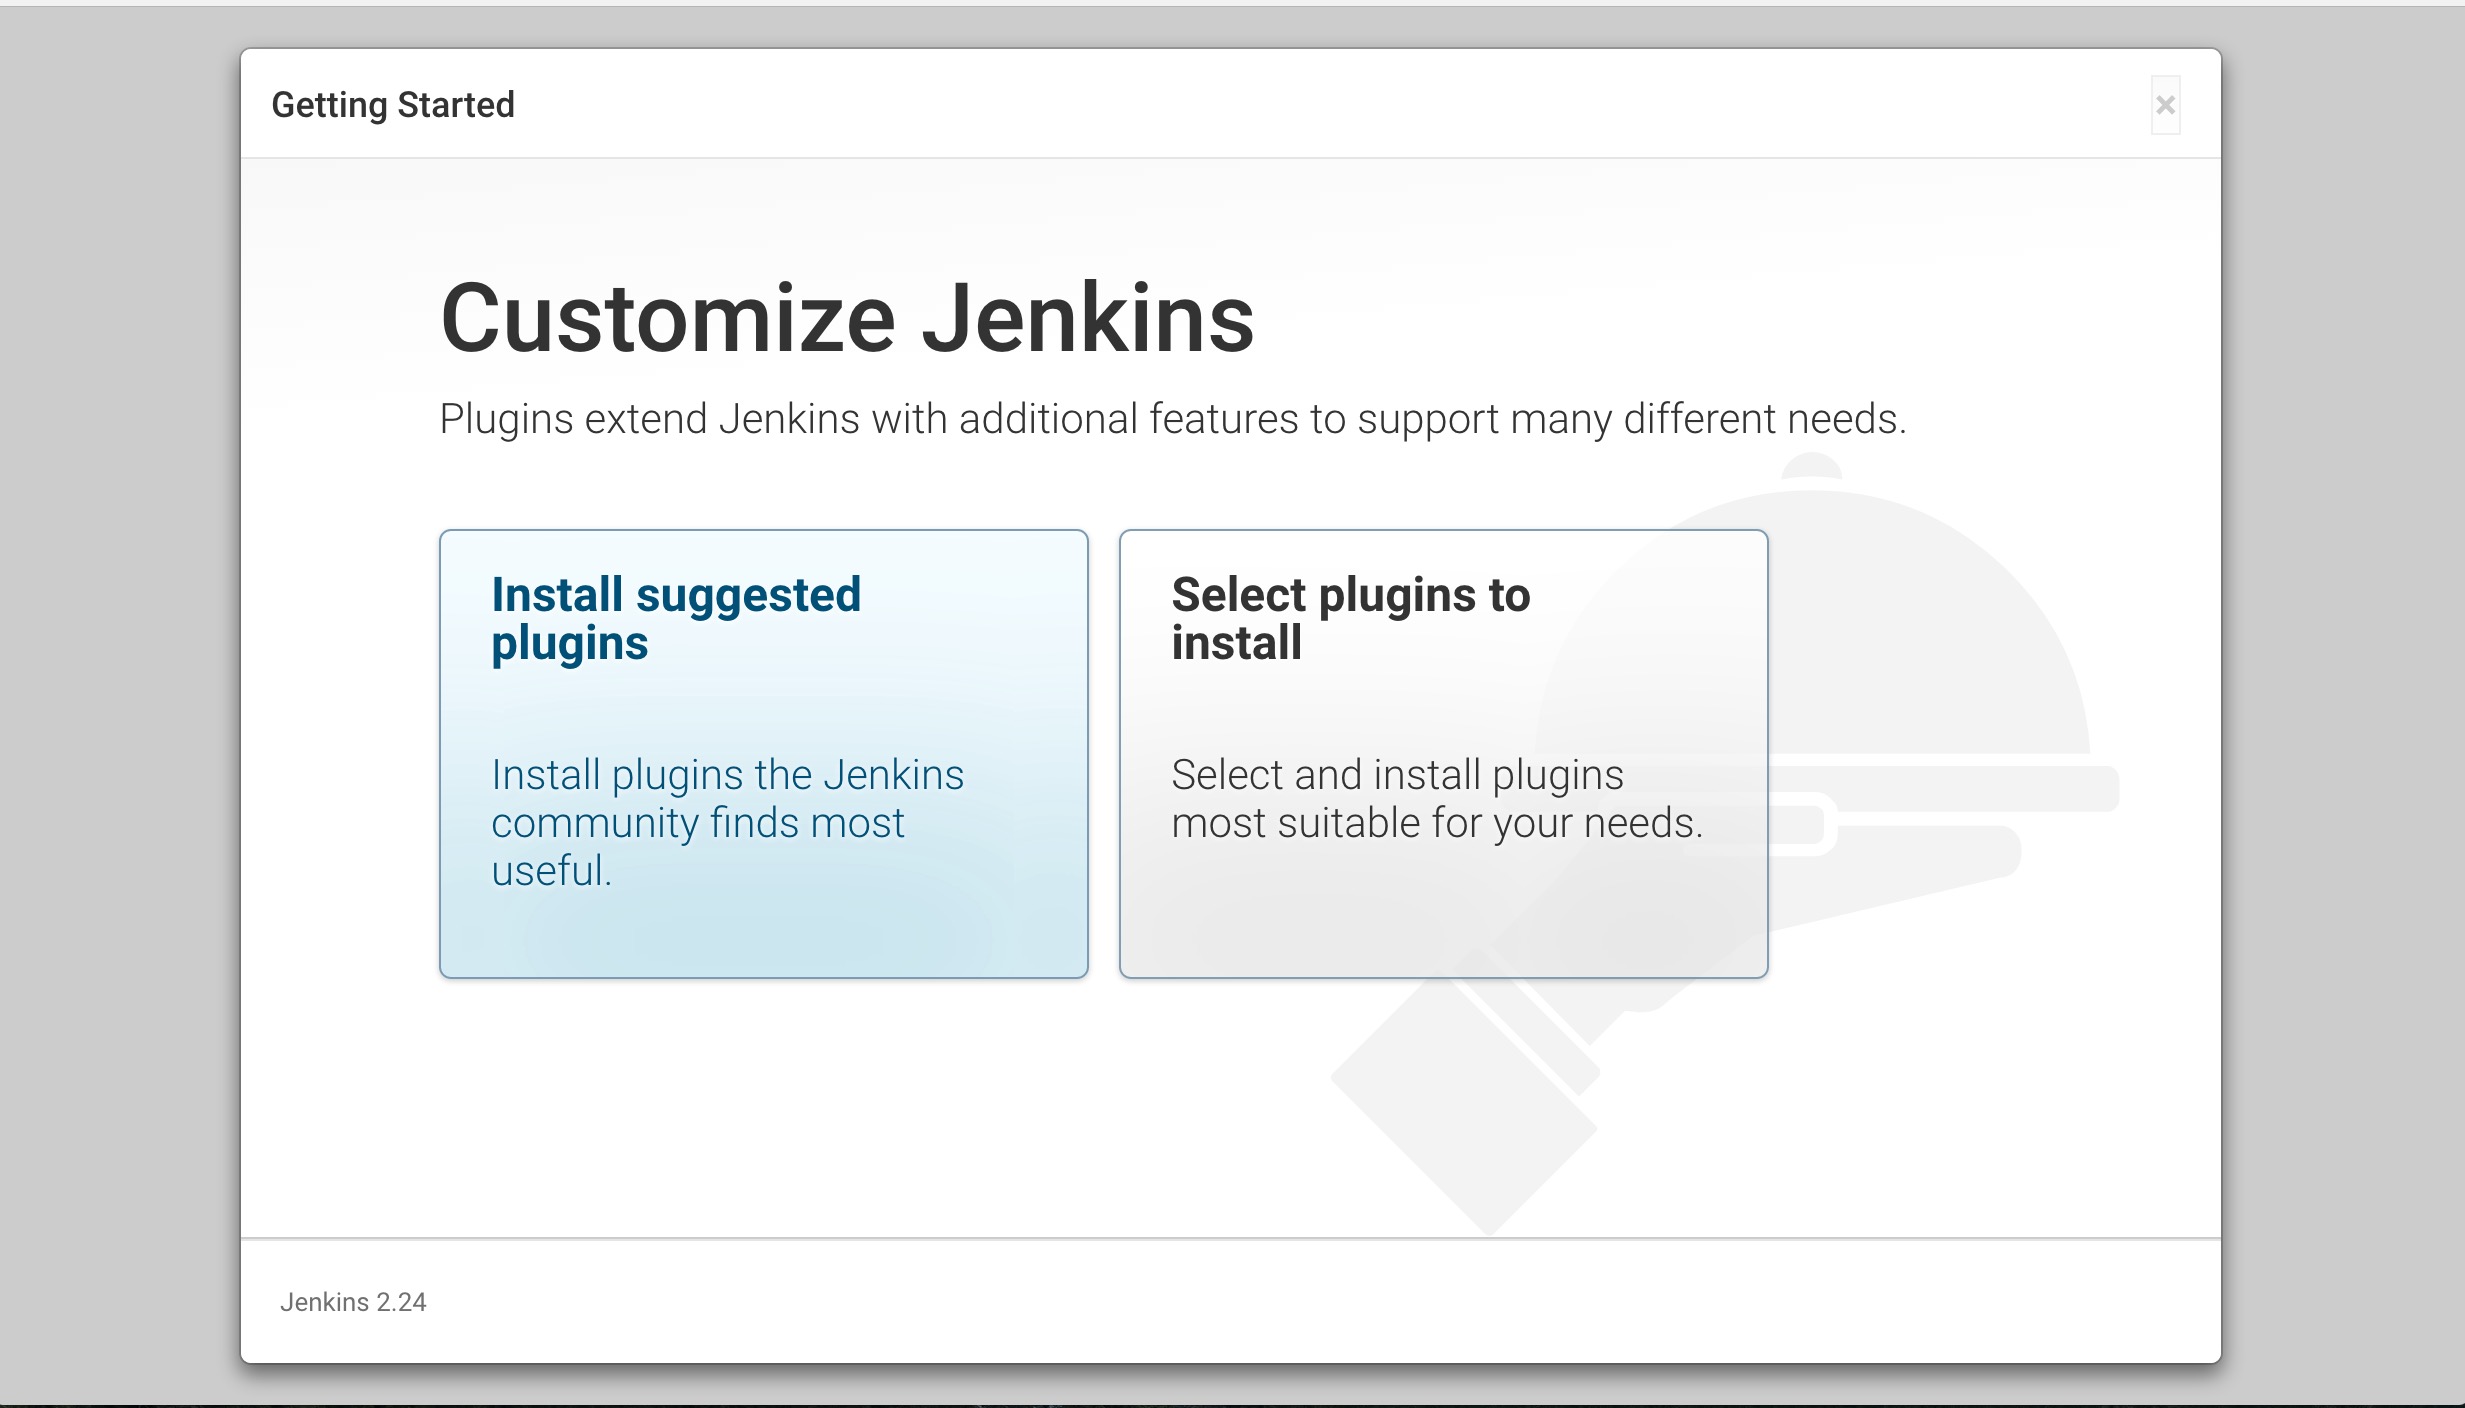 Getting Started
×
Customize Jenkins
Plugins extend Jenkins with additional features to support many different needs.
Install suggested
plugins
Install plugins the Jenkins
community finds most
useful.
Select plugins to
install
Select and install plugins
most suitable for your needs.
Jenkins 2.24